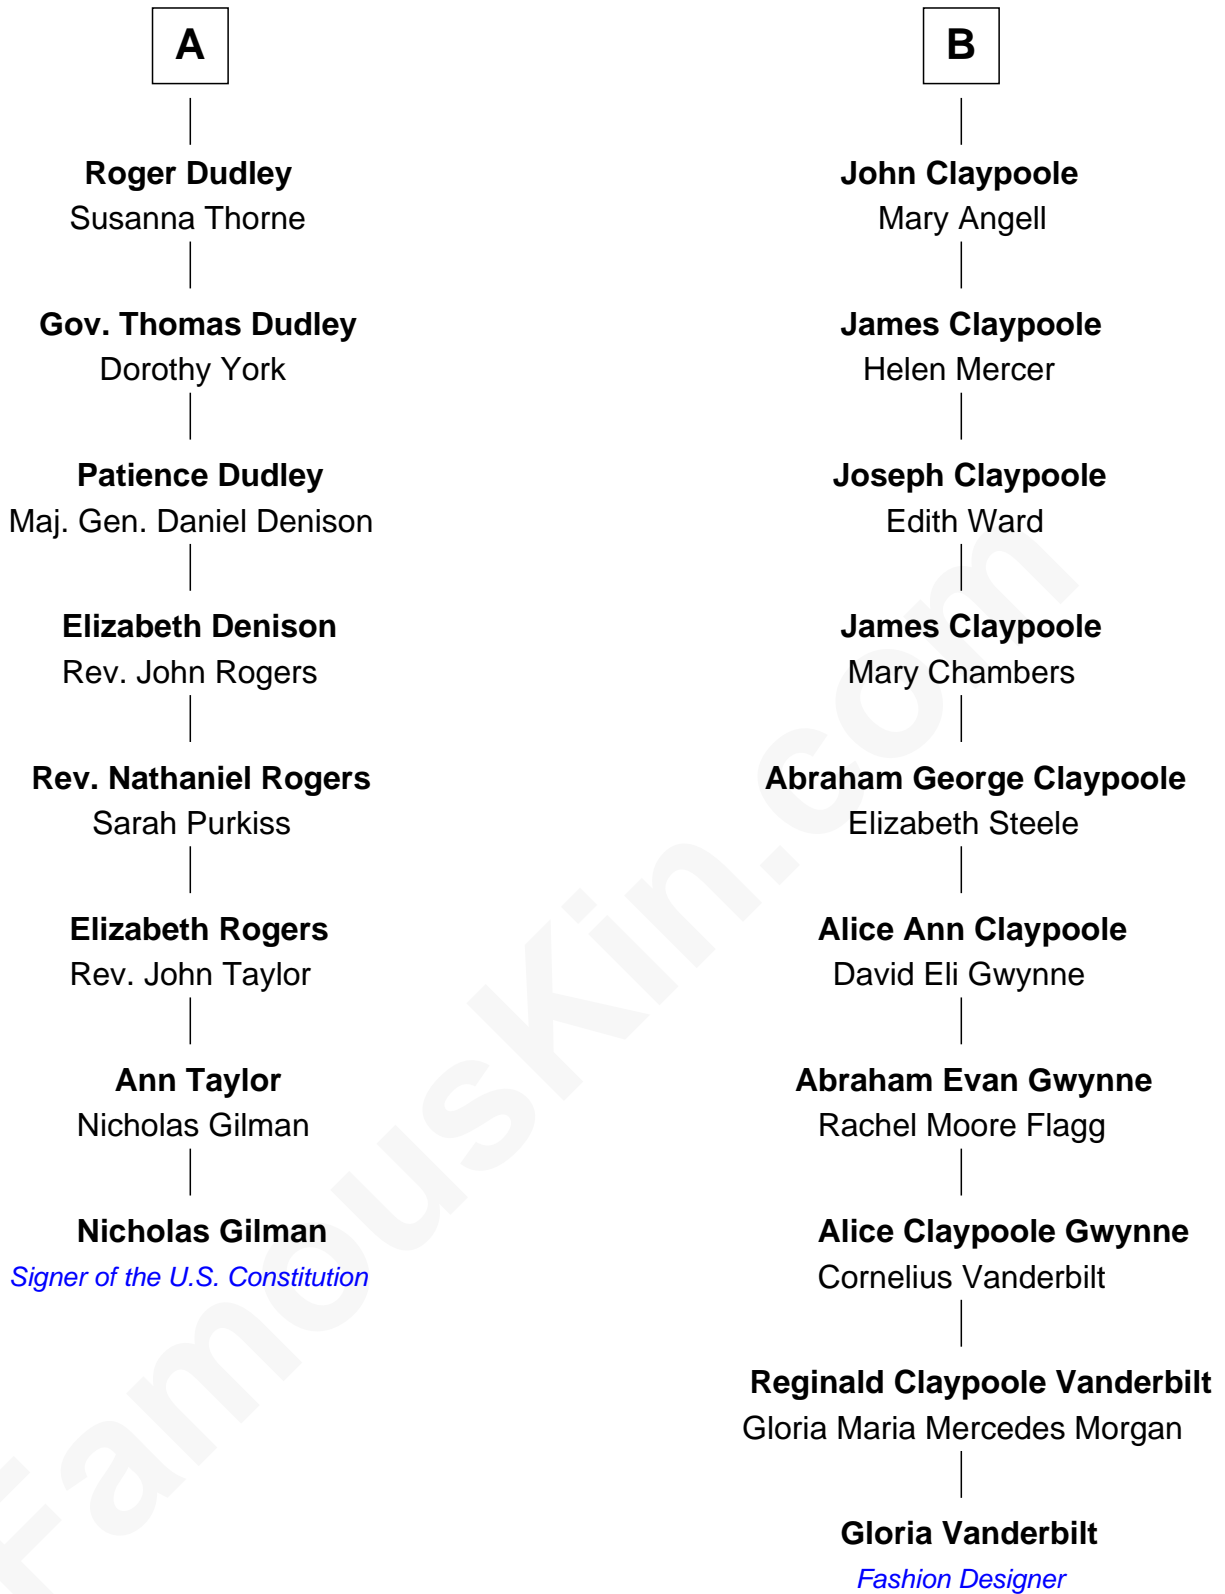 A
Roger Dudley
Susanna Thorne
Gov. Thomas Dudley
Dorothy York
Patience Dudley
Maj. Gen. Daniel Denison
Elizabeth Denison
Rev. John Rogers
Rev. Nathaniel Rogers
Sarah Purkiss
Elizabeth Rogers
Rev. John Taylor
Ann Taylor
Nicholas Gilman
Nicholas Gilman
Signer of the U.S. Constitution
B
John Claypoole
Mary Angell
James Claypoole
Helen Mercer
Joseph Claypoole
Edith Ward
James Claypoole
Mary Chambers
Abraham George Claypoole
Elizabeth Steele
Alice Ann Claypoole
David Eli Gwynne
Abraham Evan Gwynne
Rachel Moore Flagg
Alice Claypoole Gwynne
Cornelius Vanderbilt
Reginald Claypoole Vanderbilt
Gloria Maria Mercedes Morgan
Gloria Vanderbilt
Fashion Designer
FamousKin.com